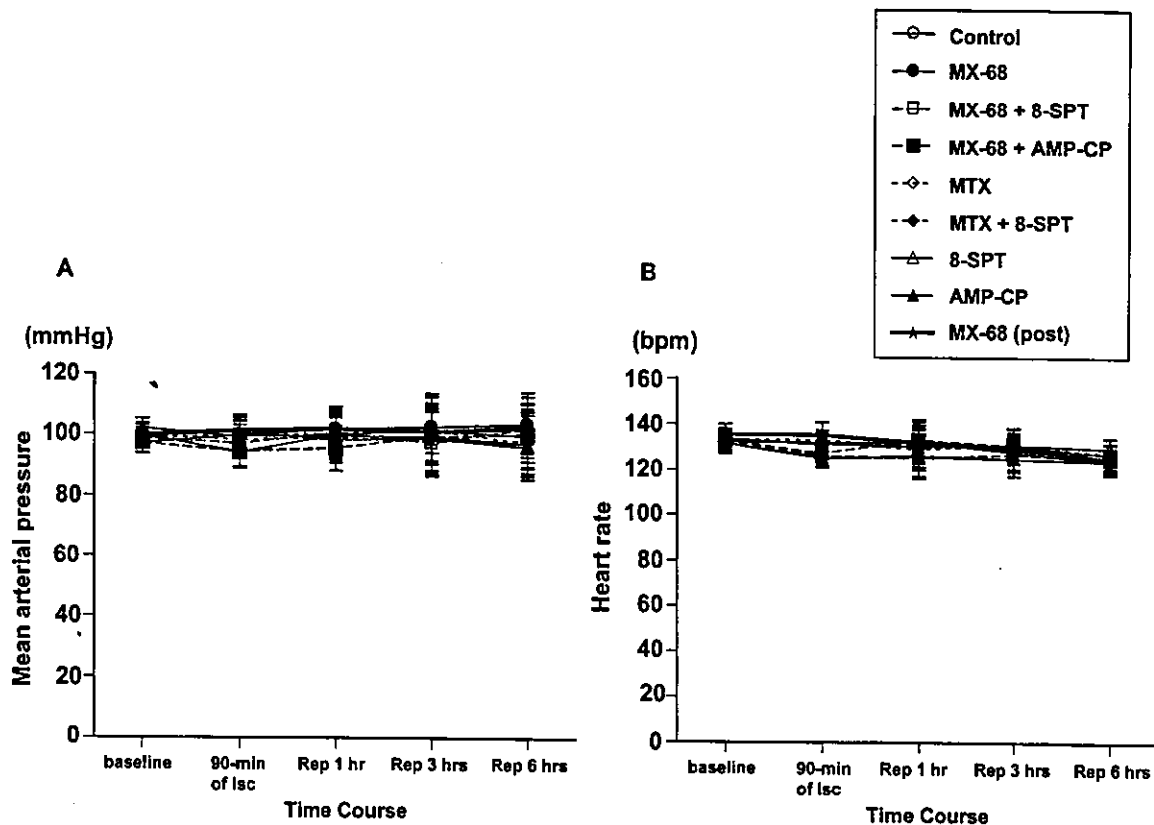 Control
MX-68
MX-68 + 8-SPT
MX-68 + AMP-CP
MTX
MTX + 8-SPT
8-SPT
AMP-CP
MX-68 (post)
A
(mmHg)
Mean arterial pressure
120
100
80
60
40
20
0
baseline
90-min
of Isc
Rep 1 hr
Rep 3 hrs
Rep 6 hrs
Time Course
B
(bpm)
Heart rate
160
140
120
100
80
60
40
20
0
baseline
90-min
of Isc
Rep 1 hr
Rep 3 hrs
Rep 6 hrs
Time Course